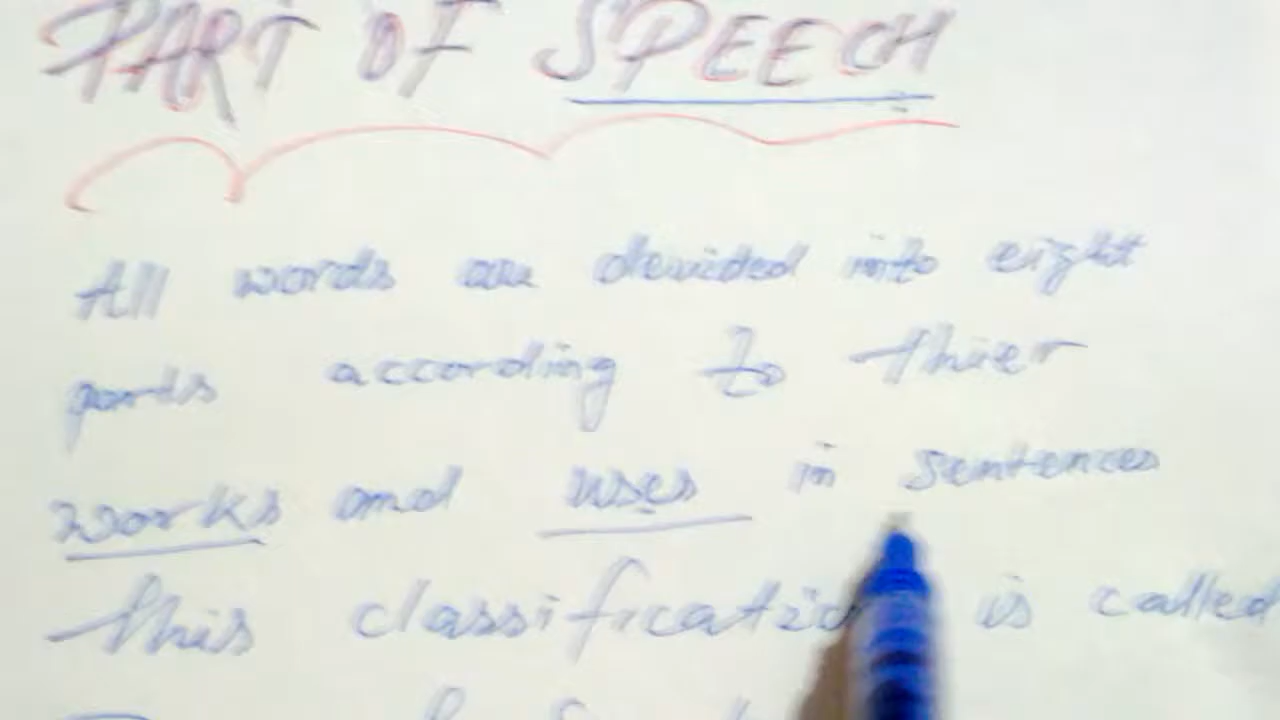 PART OF SPEECH
All words are devided into eight
parts according to thier
works and uses in sentences
this classification is called